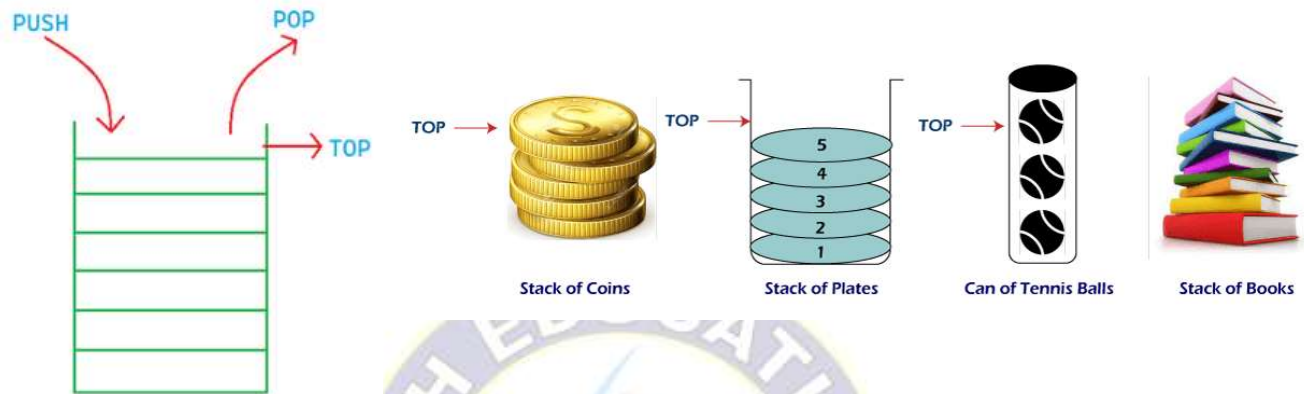 PUSH
POP
TOP
TOP
S
Stack of Coins
TOP
5
4
3
2
1
Stack of Plates
TOP
Can of Tennis Balls
Stack of Books
H EDUCATI